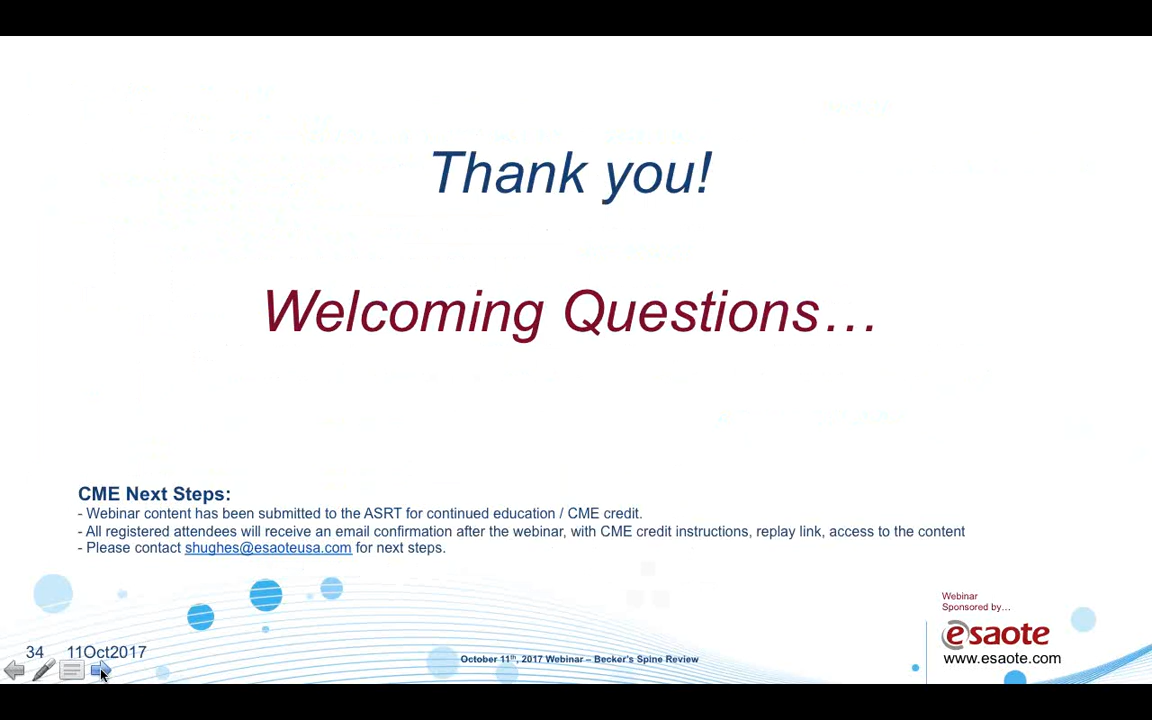 Thank you!
Welcoming Questions…
CME Next Steps:
- Webinar content has been submitted to the ASRT for continued education / CME credit.
- All registered attendees will receive an email confirmation after the webinar, with CME credit instructions, replay link, access to the content
- Please contact shughes@esaoteusa.com for next steps.
Webinar
Sponsored by…
esaote
www.esaote.com
34 11Oct2017
October 11th, 2017 Webinar – Becker's Spine Review